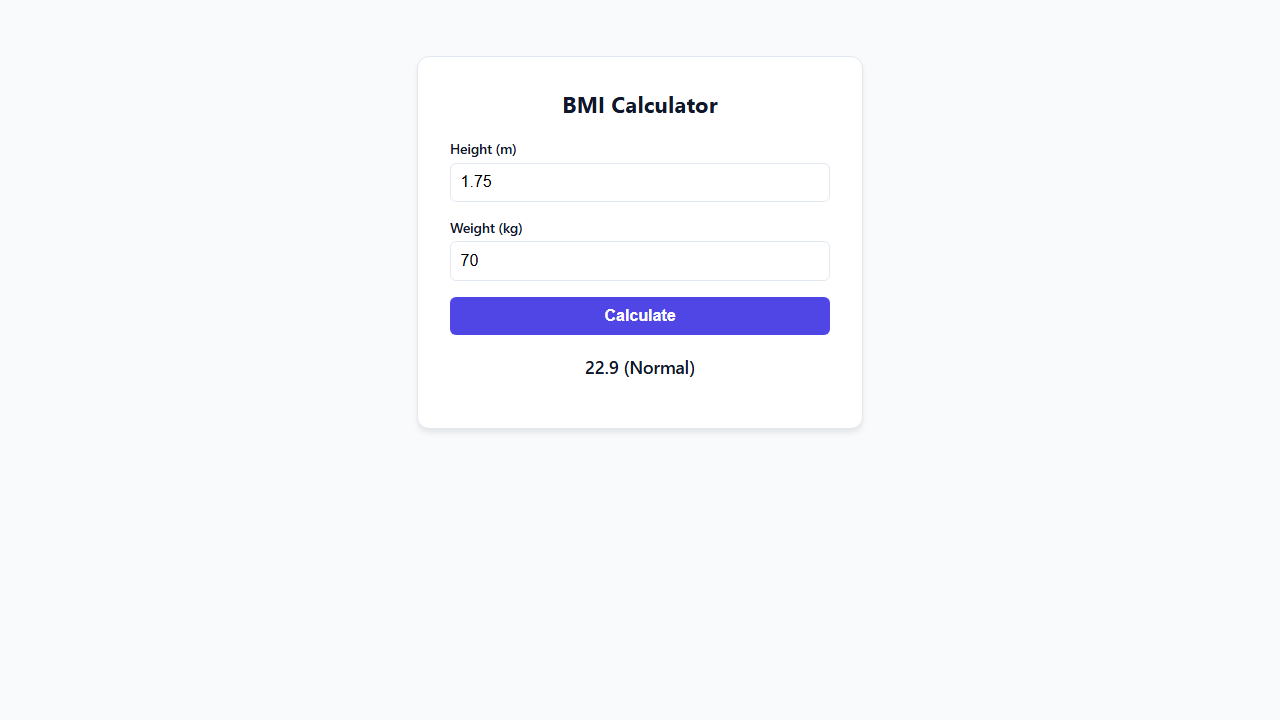 BMI Calculator
Height (m)
1.75
Weight (kg)
70
Calculate
22.9 (Normal)